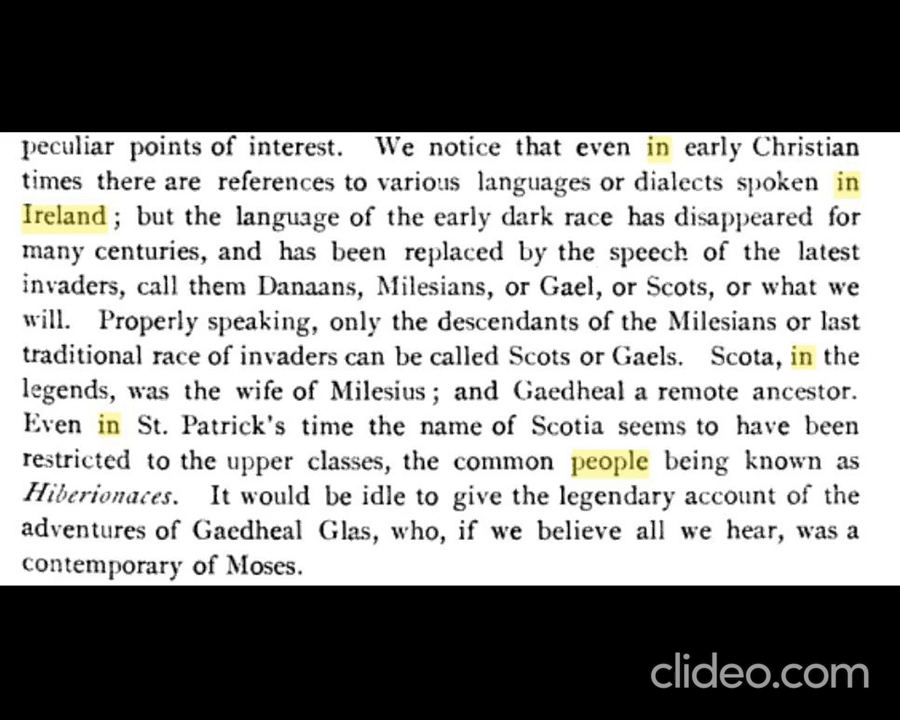 peculiar points of interest. We notice that even in early Christian
times there are references to various languages or dialects spoken in
Ireland ; but the language of the early dark race has disappeared for
many centuries, and has been replaced by the speech of the latest
invaders, call them Danaans, Milesians, or Gael, or Scots, or what we
will. Properly speaking, only the descendants of the Milesians or last
traditional race of invaders can be called Scots or Gaels. Scota, in the
legends, was the wife of Milesius ; and Gaedheal a remote ancestor.
Even in St. Patrick's time the name of Scotia seems to have been
restricted to the upper classes, the common people being known as
Hiberionaces. It would be idle to give the legendary account of the
adventures of Gaedheal Glas, who, if we believe all we hear, was a
contemporary of Moses.
clideo.com